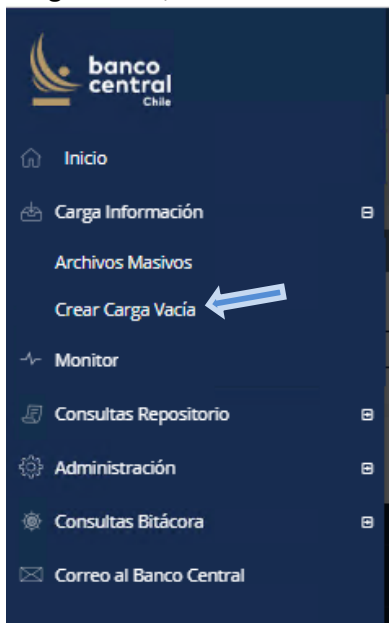 banco
central
Chile
Inicio
Carga Información
Archivos Masivos
Crear Carga Vacía
Monitor
Consultas Repositorio
Administración
Consultas Bitácora
Correo al Banco Central